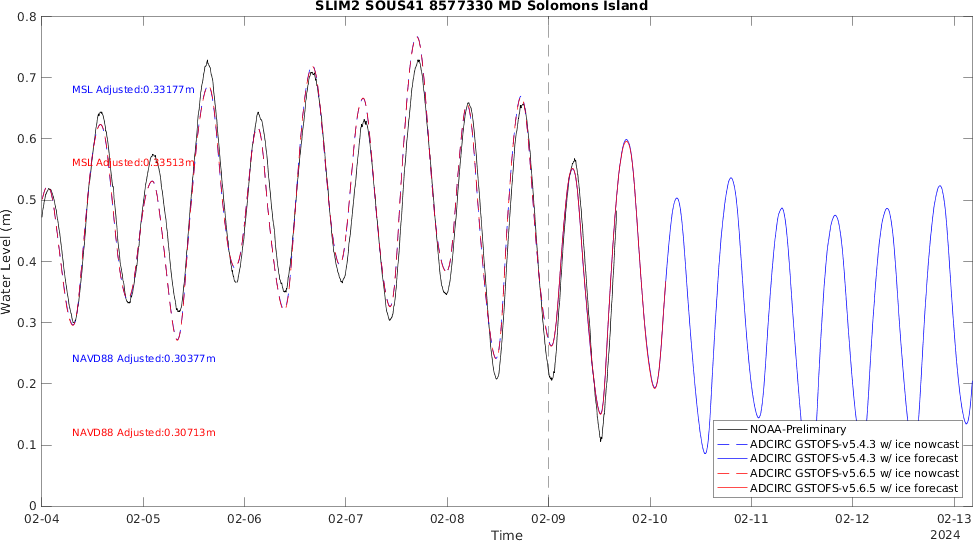 SLIM2 SOUS41 8577330 MD Solomons Island
0.8
0.7
0.6
0.5
0.4
0.3
0.2
0.1
0
Water Level (m)
MSL Adjusted:0.33177m
MSL Adjusted:0.33513m
NAVD88 Adjusted:0.30377m
NAVD88 Adjusted:0.30713m
NOAA-Preliminary
ADCIRC GSTOFS-v5.4.3 w/ ice nowcast
ADCIRC GSTOFS-v5.4.3 w/ ice forecast
ADCIRC GSTOFS-v5.6.5 w/ ice nowcast
ADCIRC GSTOFS-v5.6.5 w/ ice forecast
02-04 02-05 02-06 02-07 02-08 02-09 02-10 02-11 02-12 02-13
Time 2024